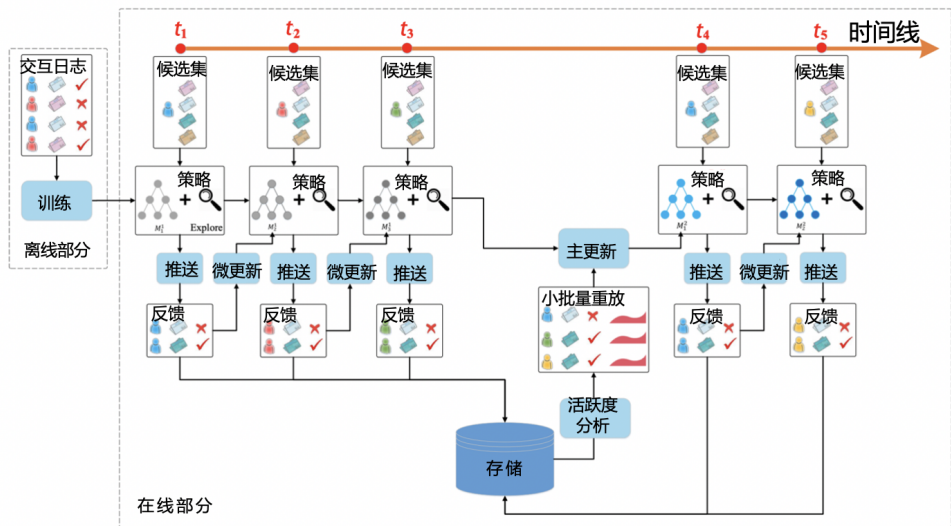 t1
t2
t3
t4
t5
时间线
交互日志
候选集
候选集
候选集
候选集
候选集
训练
离线部分
策略
+
Explore
策略
+
策略
+
主更新
策略
+
策略
+
推送
微更新
推送
微更新
推送
推送
微更新
推送
小批量重放
反馈
反馈
反馈
反馈
反馈
活跃度
分析
存储
在线部分